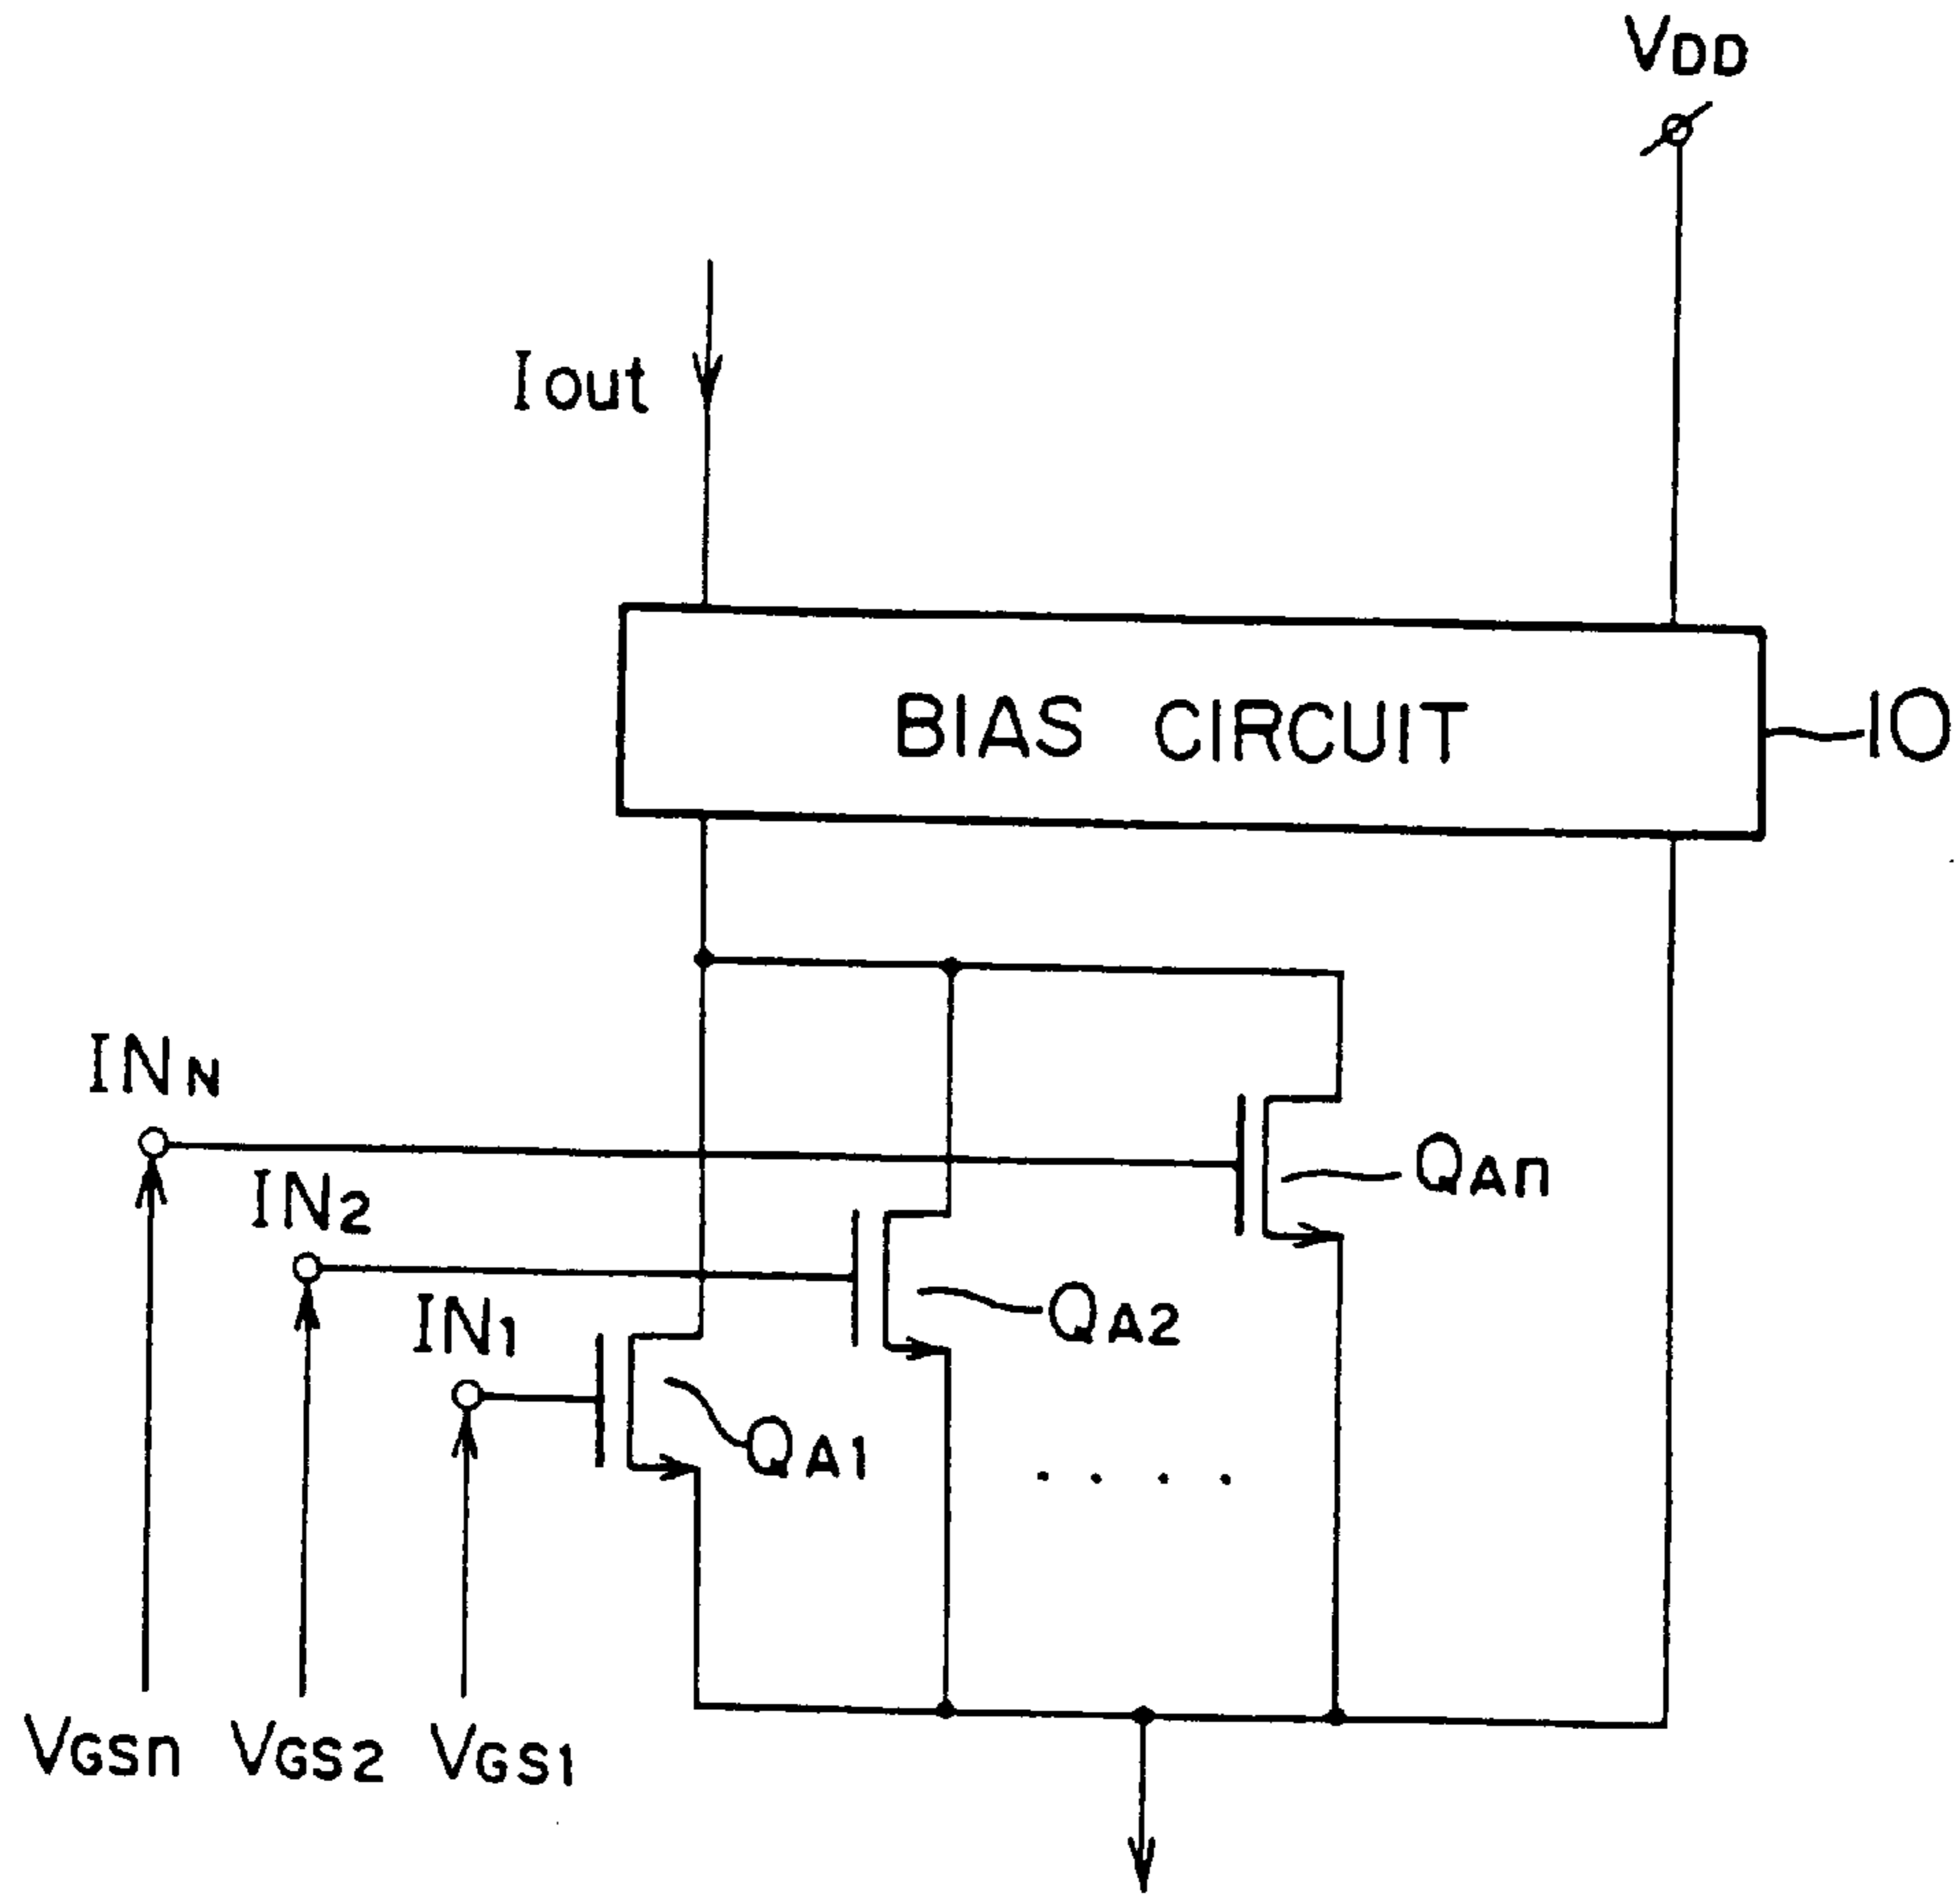 VDD
Iout
BIAS CIRCUIT
10
INN
IN2
IN1
QAn
QA2
QA1
VGSn
VGS2
VGS1